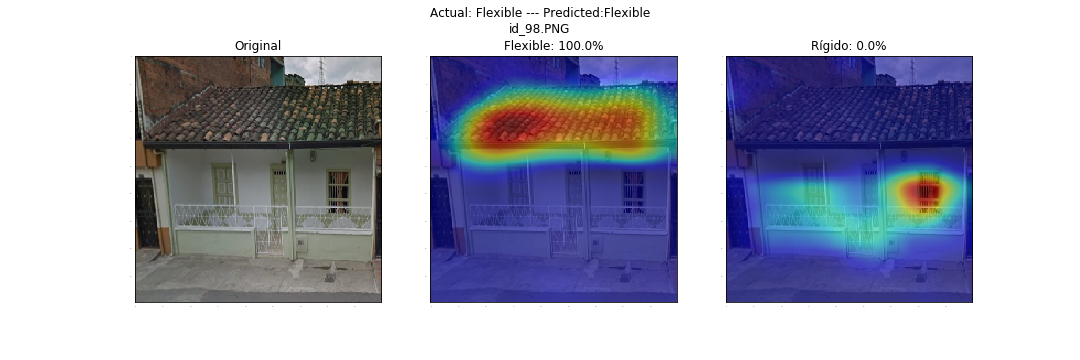 Actual: Flexible --- Predicted:Flexible
id_98.PNG
Original
Flexible: 100.0%
Rígido: 0.0%